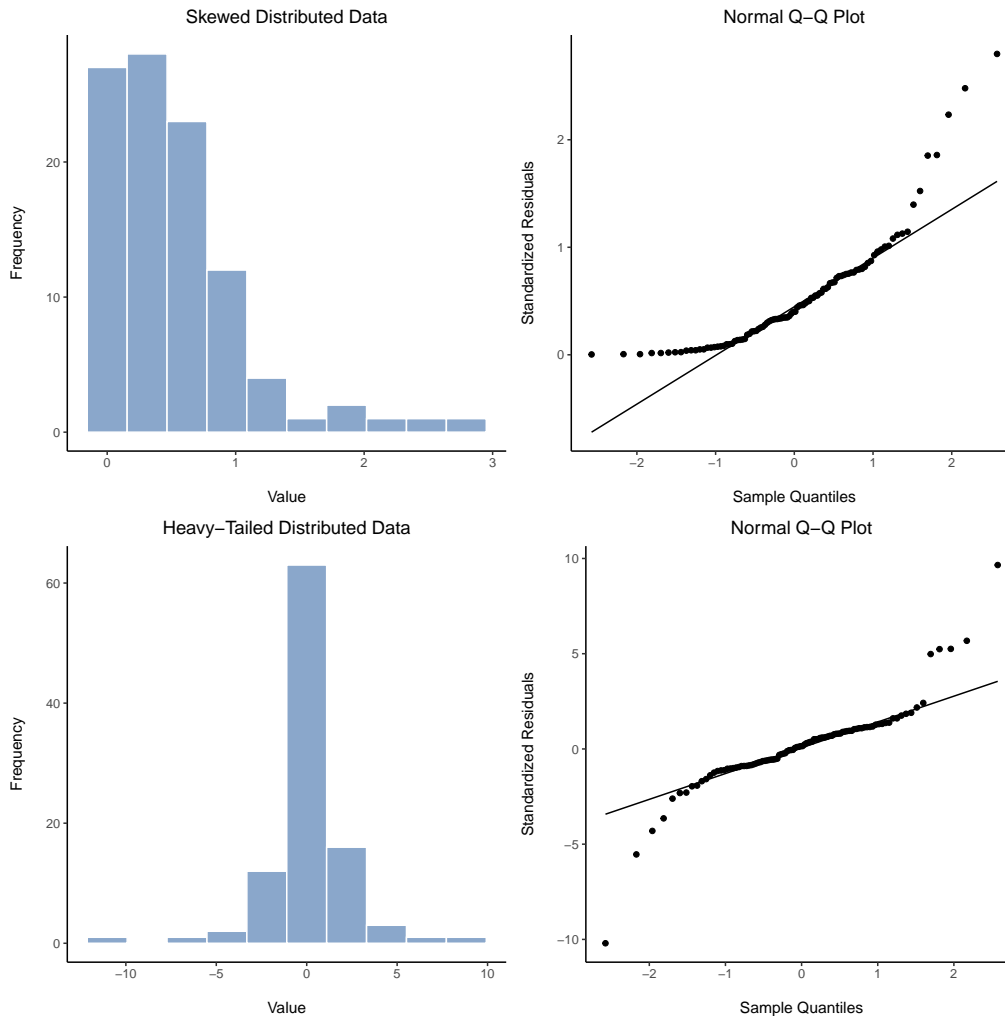 Skewed Distributed Data
Frequency
20
10
0
0 1 2 3
Value
Normal Q−Q Plot
Standardized Residuals
2
1
0
−2 −1 0 1 2
Sample Quantiles
Heavy−Tailed Distributed Data
Frequency
60
40
20
0
−10 −5 0 5 10
Value
Normal Q−Q Plot
Standardized Residuals
10
5
0
−5
−10
−2 −1 0 1 2
Sample Quantiles